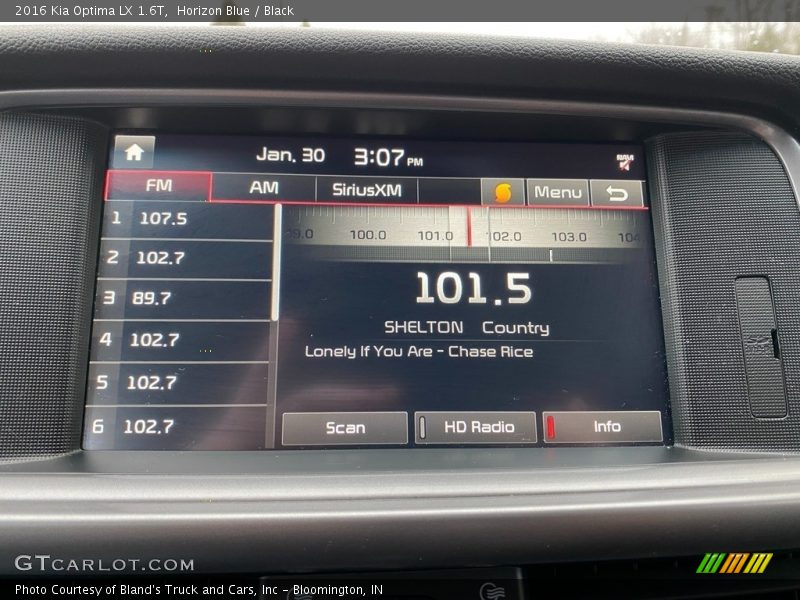 2016 Kia Optima LX 1.6T,  Horizon Blue / Black
Jan. 30 3:07 PM
FM AM SiriusXM Menu
1 107.5
2 102.7
3 89.7
4 102.7
5 102.7
6 102.7
99.0 100.0 101.0 102.0 103.0 104
101.5
SHELTON Country
Lonely If You Are - Chase Rice
Scan HD Radio Info
GTCARLOT.COM
Photo Courtesy of Bland's Truck and Cars, Inc - Bloomington, IN